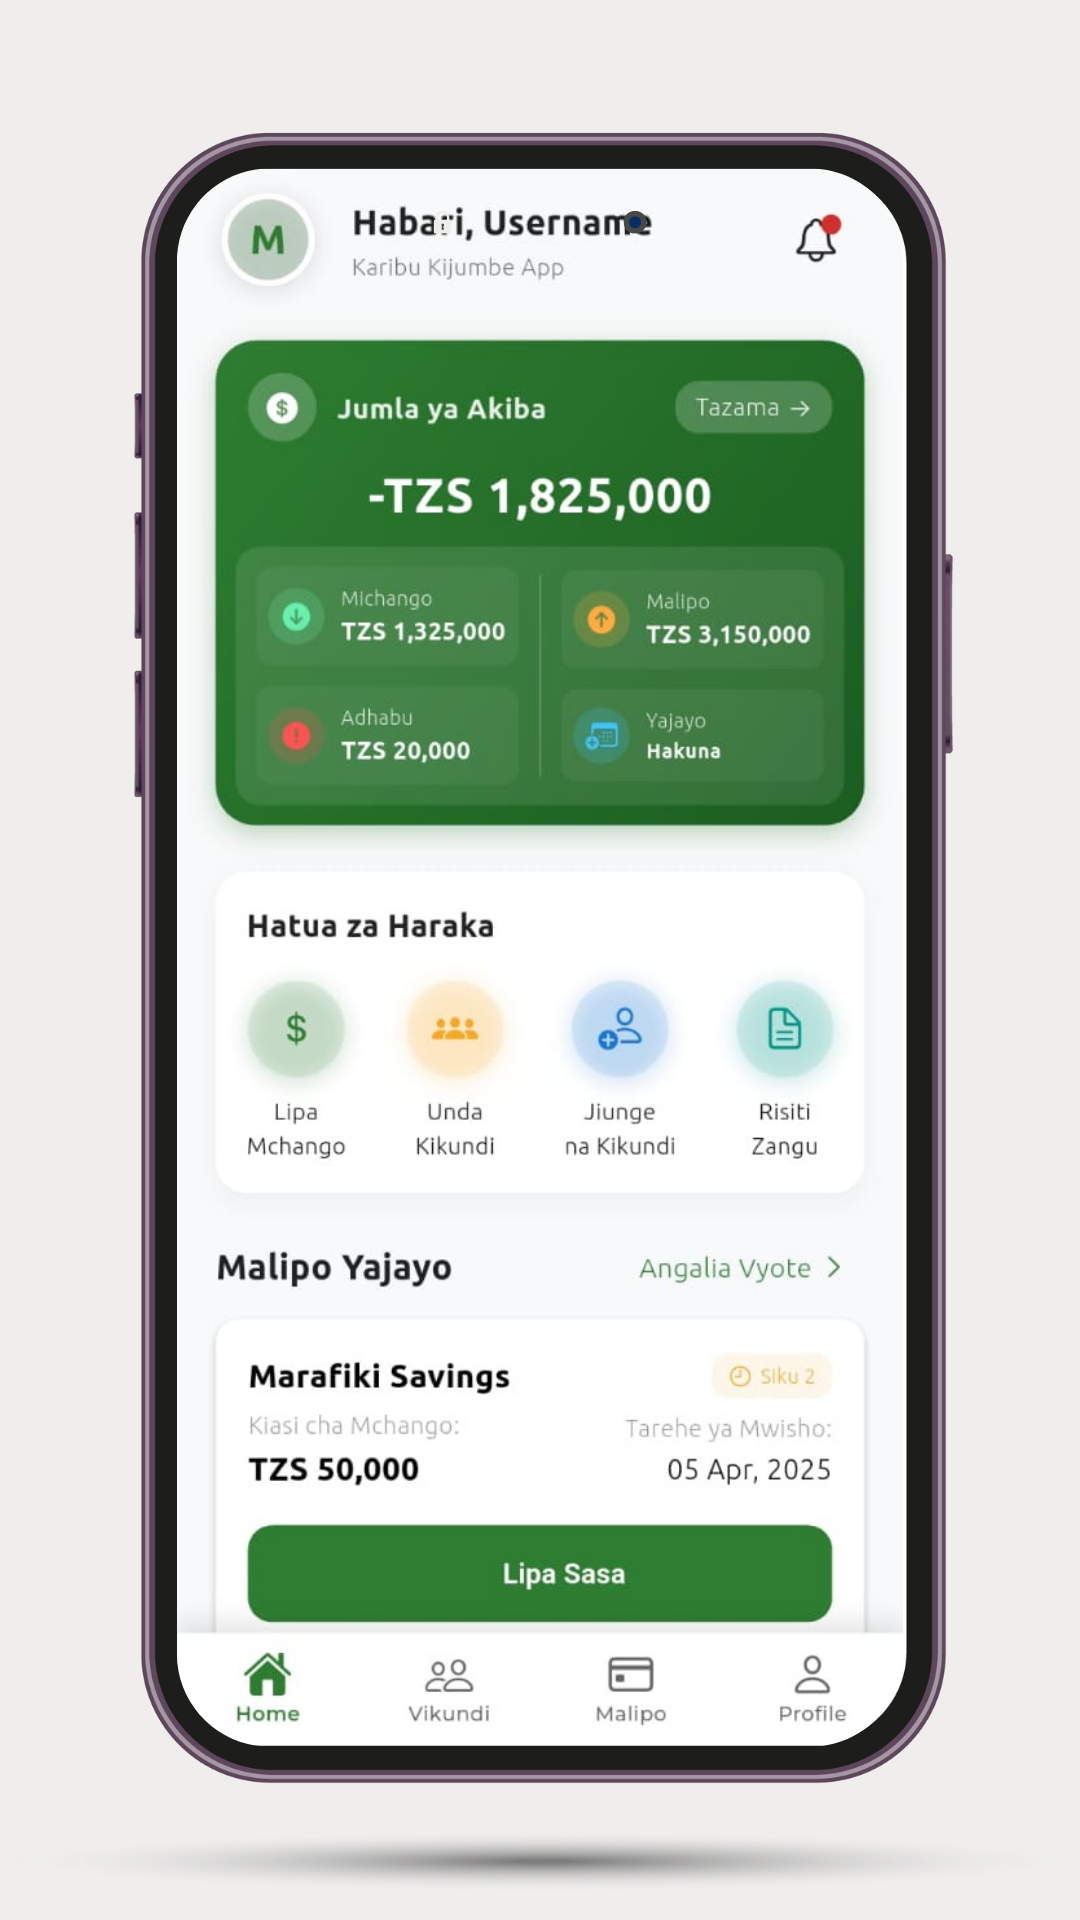 M
Habari, Username
Karibu Kijumbe App
$ Jumla ya Akiba
Tazama →
-TZS 1,825,000
Michango
TZS 1,325,000
Malipo
TZS 3,150,000
Adhabu
TZS 20,000
Yajayo
Hakuna
Hatua za Haraka
$
Lipa
Mchango
Unda
Kikundi
Jiunge
na Kikundi
Risiti
Zangu
Malipo Yajayo
Angalia Vyote >
Marafiki Savings
Siku 2
Kiasi cha Mchango:
TZS 50,000
Tarehe ya Mwisho:
05 Apr, 2025
Lipa Sasa
Home
Vikundi
Malipo
Profile